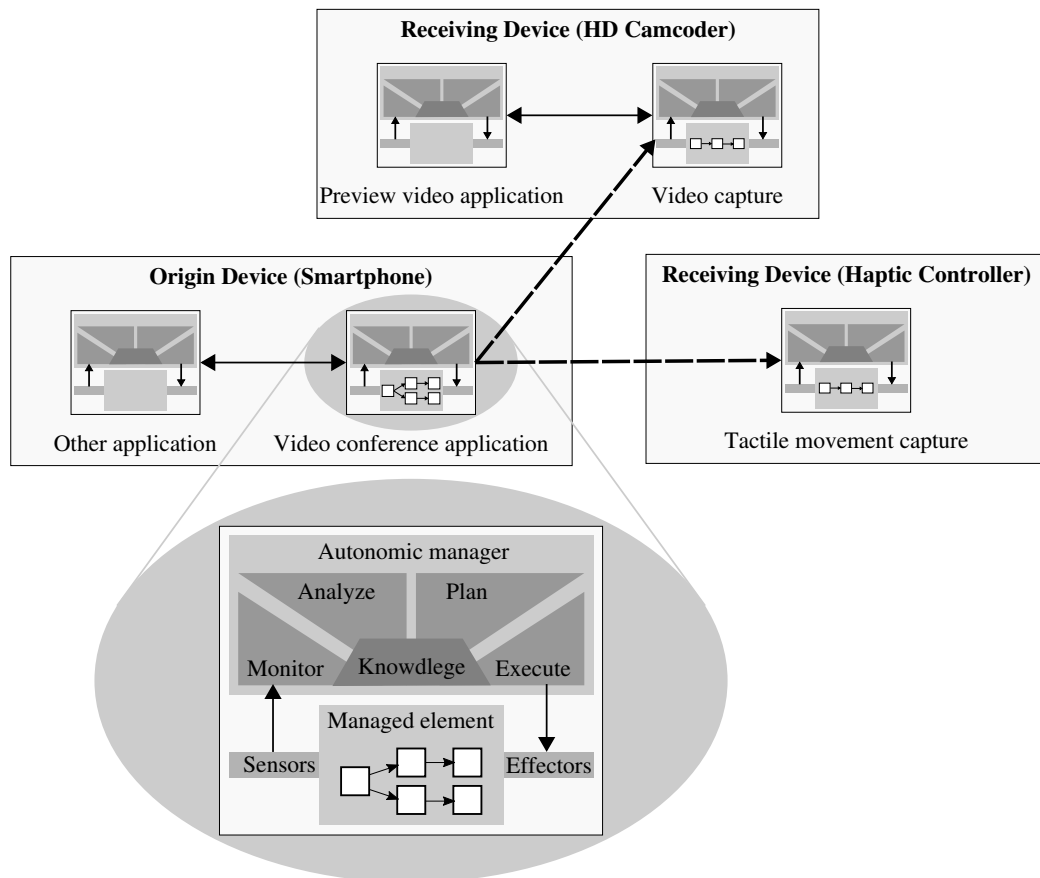 Receiving Device (HD Camcoder)
Preview video application
Video capture
Origin Device (Smartphone)
Other application
Video conference application
Receiving Device (Haptic Controller)
Tactile movement capture
Autonomic manager
Analyze
Plan
Monitor
Knowdlege
Execute
Managed element
Sensors
Effectors